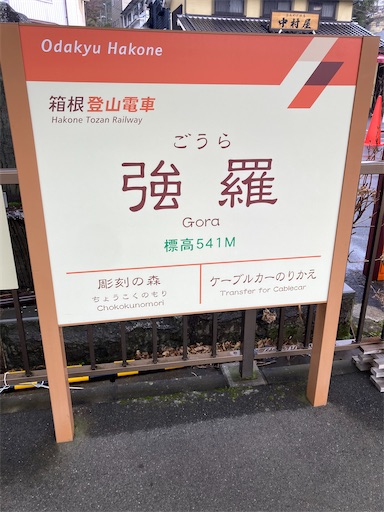 中村屋
Odakyu Hakone
箱根登山電車
Hakone Tozan Railway
ごうら
強羅
Gora
標高541M
彫刻の森
ちょうこくのもり
Chokokunomori
ケーブルカーのりかえ
Transfer for Cablecar